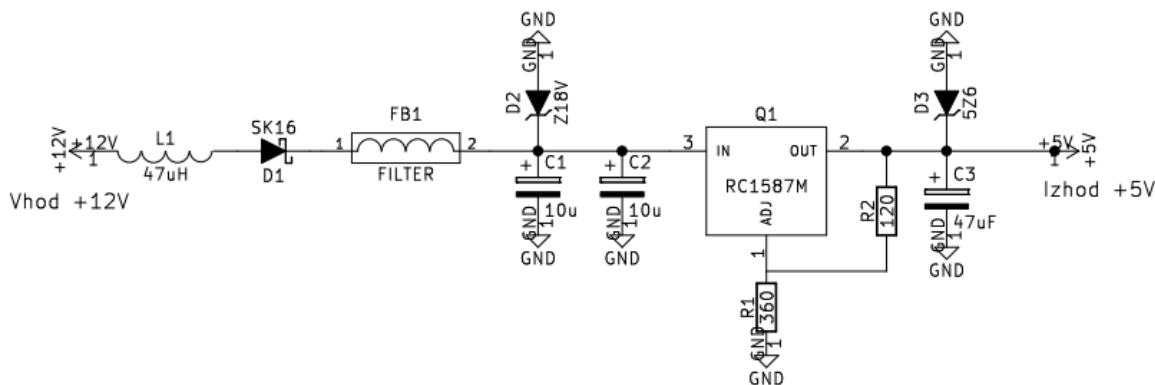 GND
GND
1
D2
Z18V
GND
GND
1
D3
5Z6
+12V
+12V
1
L1
47uH
Vhod +12V
SK16
D1
FB1
1
2
FILTER
+
C1
10u
GND
1
GND
+
C2
10u
GND
1
GND
Q1
3
IN
OUT
2
RC1587M
ADJ
1
R2
120
R1
360
GND
1
GND
+
C3
47uF
GND
1
GND
+5V
1
+5V
Izhod +5V